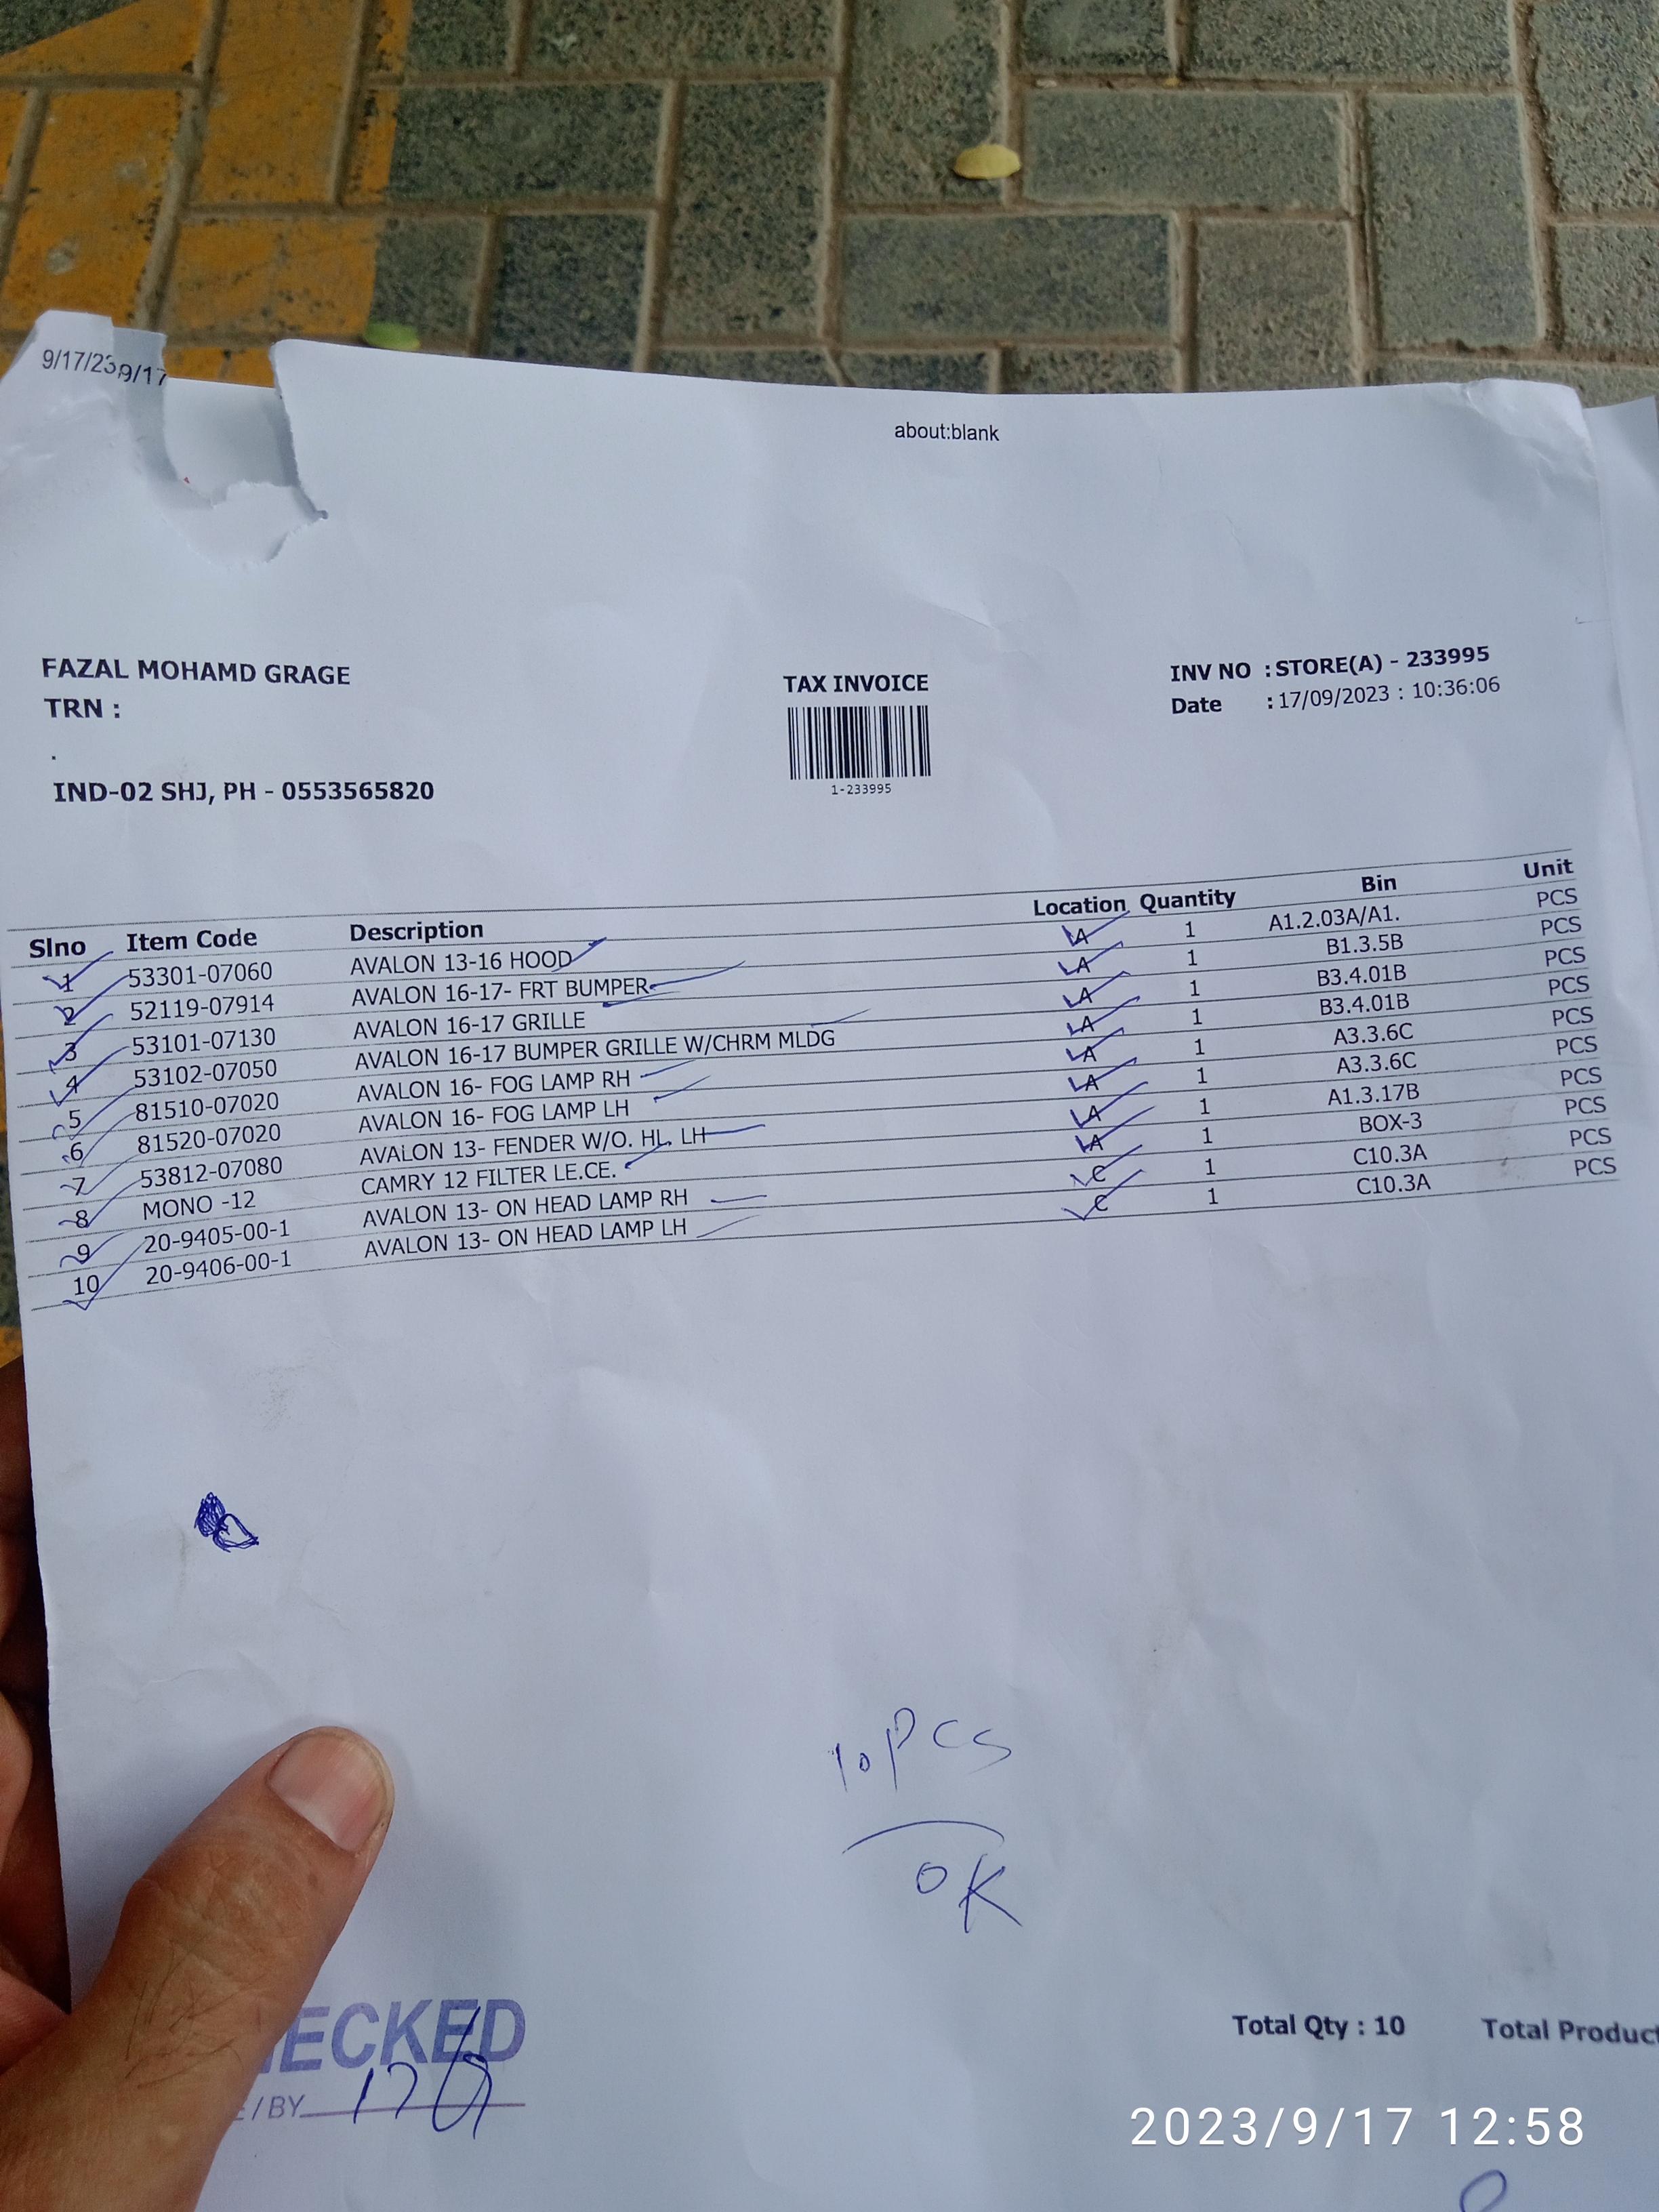 9/17/23 9/17
about:blank
FAZAL MOHAMD GRAGE
TRN :
.
IND-02 SHJ, PH - 0553565820
TAX INVOICE
1-233995
INV NO : STORE(A) - 233995
Date : 17/09/2023 : 10:36:06
Slno Item Code Description Location Quantity Bin Unit
1 53301-07060 AVALON 13-16 HOOD A 1 A1.2.03A/A1. PCS
2 52119-07914 AVALON 16-17- FRT BUMPER A 1 B1.3.5B PCS
3 53101-07130 AVALON 16-17 GRILLE A 1 B3.4.01B PCS
4 53102-07050 AVALON 16-17 BUMPER GRILLE W/CHRM MLDG A 1 B3.4.01B PCS
5 81510-07020 AVALON 16- FOG LAMP RH A 1 A3.3.6C PCS
6 81520-07020 AVALON 16- FOG LAMP LH A 1 A3.3.6C PCS
7 53812-07080 AVALON 13- FENDER W/O. HL. LH A 1 A1.3.17B PCS
8 MONO -12 CAMRY 12 FILTER LE.CE. A 1 BOX-3 PCS
9 20-9405-00-1 AVALON 13- ON HEAD LAMP RH C 1 C10.3A PCS
10 20-9406-00-1 AVALON 13- ON HEAD LAMP LH C 1 C10.3A PCS
10 PCS
OK
ECKED
E/BY 17/9
Total Qty : 10 Total Product
2023/9/17 12:58